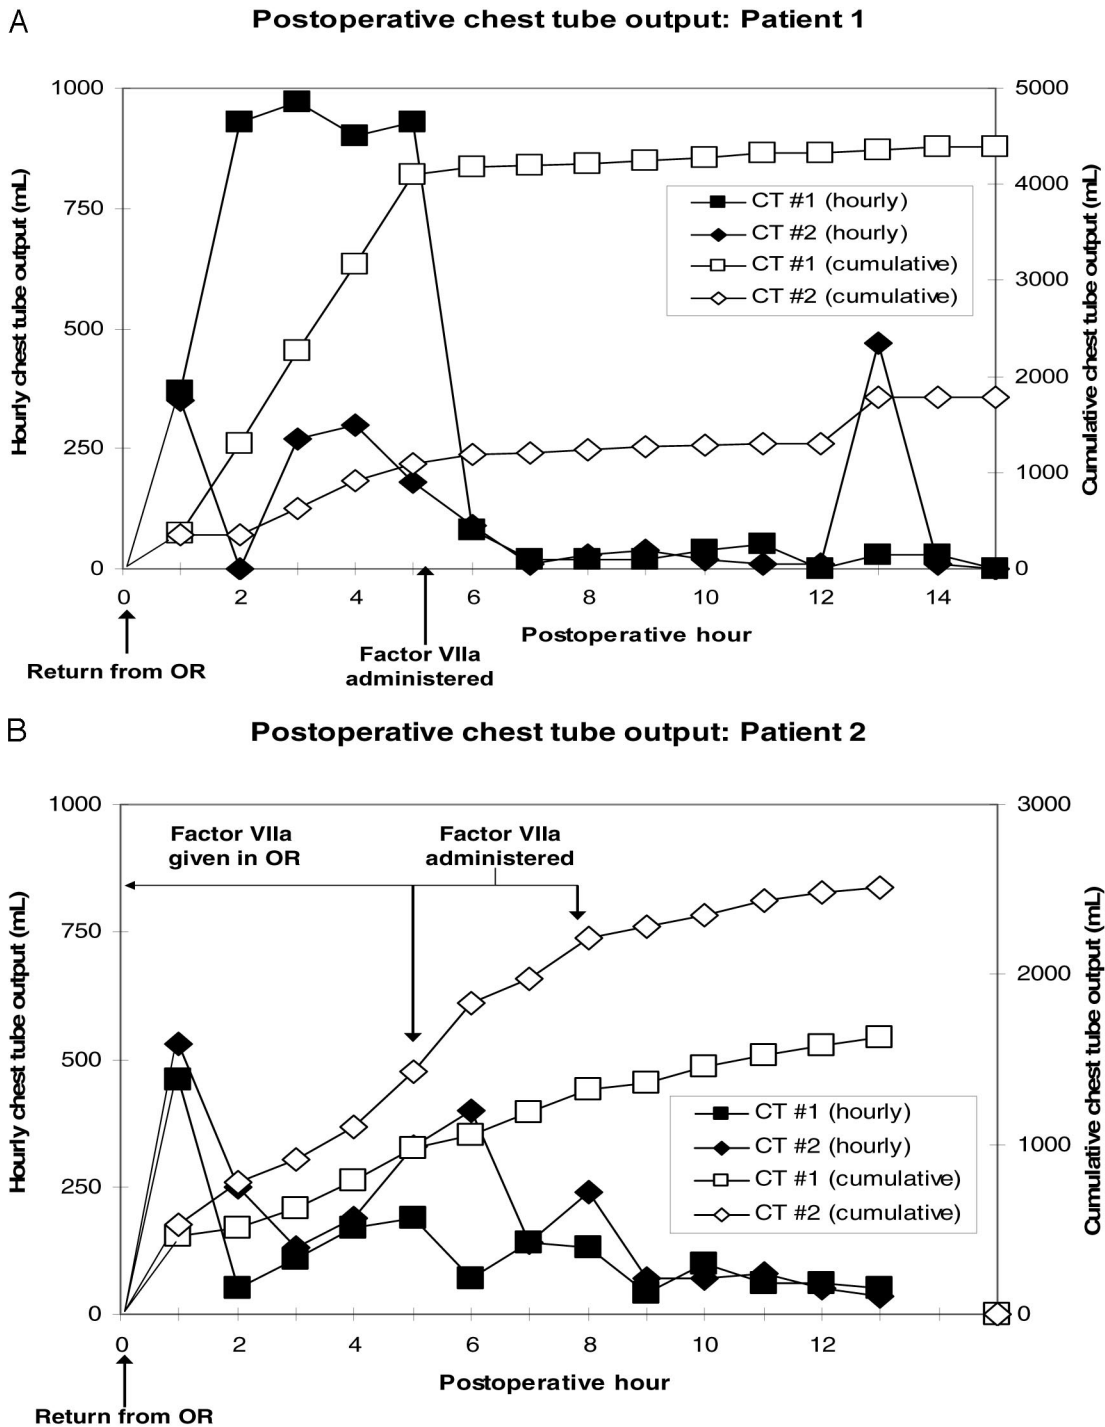 A
Postoperative chest tube output: Patient 1
1000
750
500
250
0
Hourly chest tube output (mL)
5000
4000
3000
2000
1000
0
Cumulative chest tube output (mL)
CT #1 (hourly)
CT #2 (hourly)
CT #1 (cumulative)
CT #2 (cumulative)
0 2 4 6 8 10 12 14
Postoperative hour
Return from OR
Factor VIIa
administered
B
Postoperative chest tube output: Patient 2
1000
750
500
250
0
Hourly chest tube output (mL)
3000
2000
1000
0
Cumulative chest tube output (mL)
Factor VIIa
given in OR
Factor VIIa
administered
CT #1 (hourly)
CT #2 (hourly)
CT #1 (cumulative)
CT #2 (cumulative)
0 2 4 6 8 10 12
Postoperative hour
Return from OR